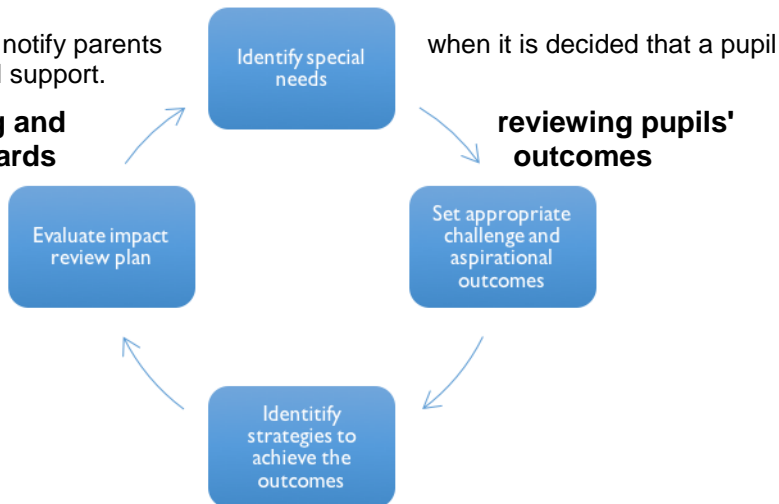 notify parents
when it is decided that a pupil
support.
Identify special
needs
and
reviewing pupils'
outcomes
Evaluate impact
review plan
Set appropriate
challenge and
aspirational
outcomes
Identitify
strategies to
achieve the
outcomes